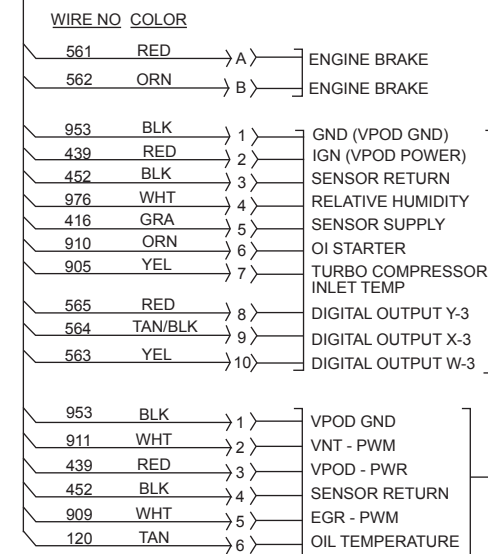 WIRE NO COLOR
561 RED A ENGINE BRAKE
562 ORN B ENGINE BRAKE
953 BLK 1 GND (VPOD GND)
439 RED 2 IGN (VPOD POWER)
452 BLK 3 SENSOR RETURN
976 WHT 4 RELATIVE HUMIDITY
416 GRA 5 SENSOR SUPPLY
910 ORN 6 OI STARTER
905 YEL 7 TURBO COMPRESSOR
INLET TEMP
565 RED 8 DIGITAL OUTPUT Y-3
564 TAN/BLK 9 DIGITAL OUTPUT X-3
563 YEL 10 DIGITAL OUTPUT W-3
953 BLK 1 VPOD GND
911 WHT 2 VNT - PWM
439 RED 3 VPOD - PWR
452 BLK 4 SENSOR RETURN
909 WHT 5 EGR - PWM
120 TAN 6 OIL TEMPERATURE